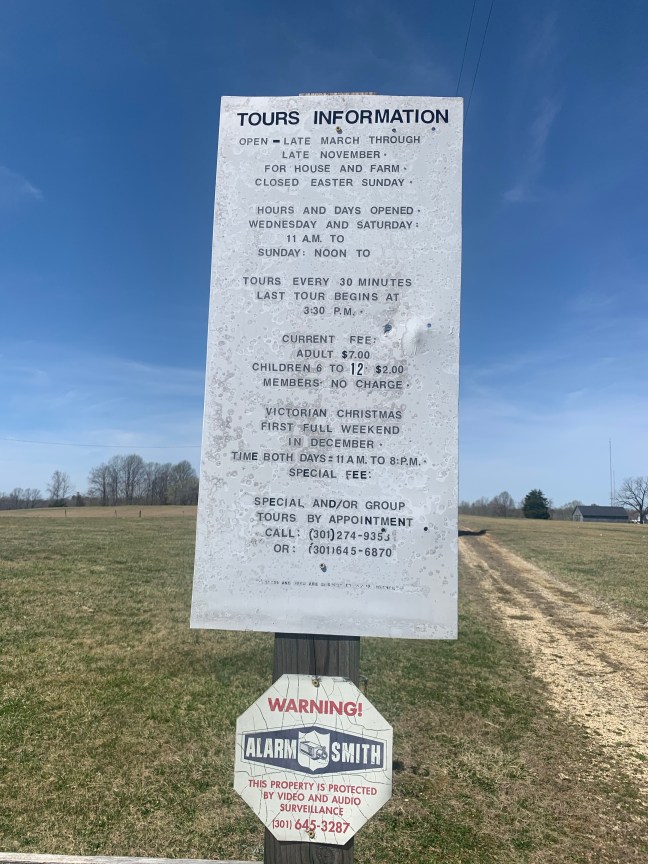 TOURS INFORMATION
OPEN - LATE MARCH THROUGH
LATE NOVEMBER.
FOR HOUSE AND FARM.
CLOSED EASTER SUNDAY.
HOURS AND DAYS OPENED.
WEDNESDAY AND SATURDAY:
11 A.M. TO
SUNDAY: NOON TO
TOURS EVERY 30 MINUTES
LAST TOUR BEGINS AT
3:30 P.M.
CURRENT FEE:
ADULT $7.00
CHILDREN 6 TO 12 $2.00
MEMBERS NO CHARGE.
VICTORIAN CHRISTMAS
FIRST FULL WEEKEND
IN DECEMBER.
TIME BOTH DAYS = 11 A.M. TO 8:P.M.
SPECIAL FEE:
SPECIAL AND/OR GROUP
TOURS BY APPOINTMENT
CALL: (301)274-9353
OR: (301)645-6870
WARNING!
ALARM SMITH
THIS PROPERTY IS PROTECTED
BY VIDEO AND AUDIO
SURVEILLANCE
(301) 645-3287